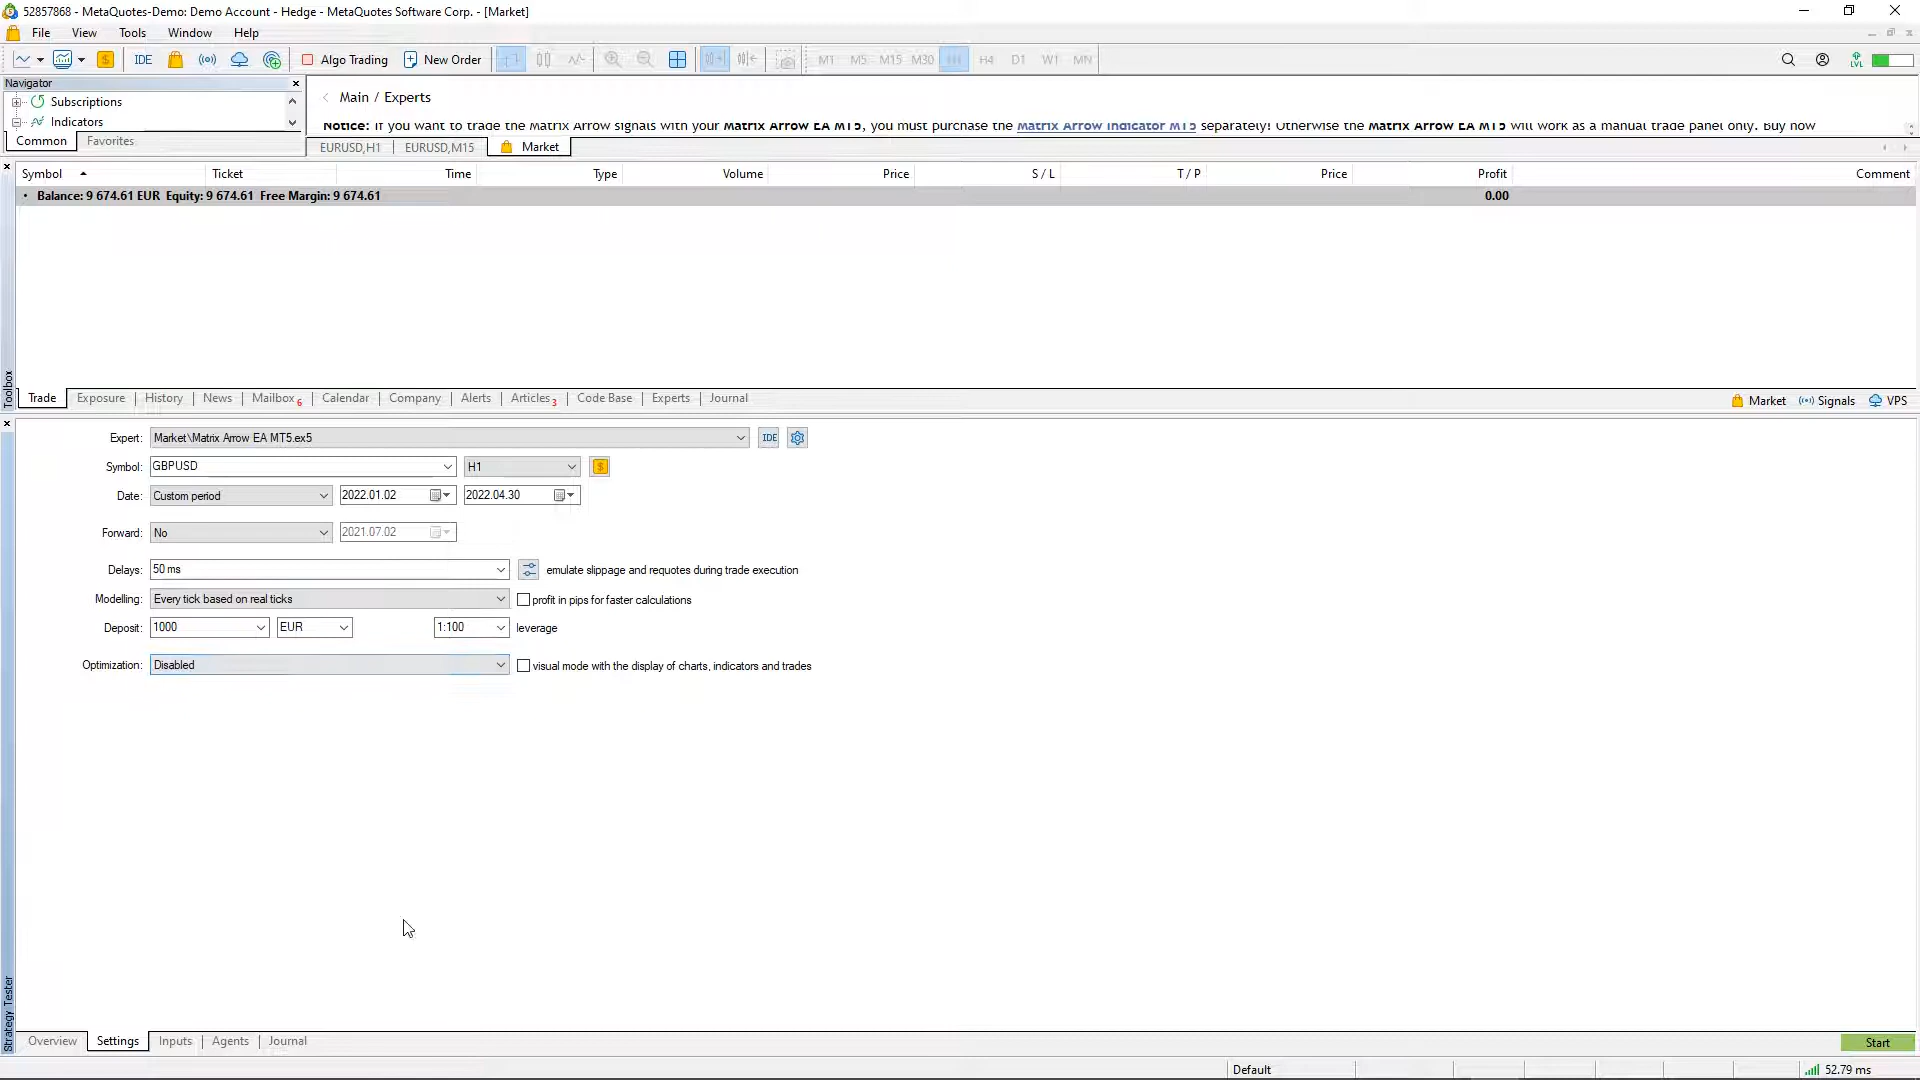 52857868 - MetaQuotes-Demo: Demo Account - Hedge - MetaQuotes Software Corp. - [Market]
File View Tools Window Help
IDE Algo Trading New Order M1 M5 M15 M30 H1 H4 D1 W1 MN LVL
Navigator
Subscriptions
Indicators
Common Favorites
Main / Experts
Notice: If you want to trade the Matrix Arrow signals with your Matrix Arrow EA MT5, you must purchase the Matrix Arrow Indicator MT5 separately! Otherwise the Matrix Arrow EA MT5 will work as a manual trade panel only. Buy now
EURUSD,H1 EURUSD,M15 Market
Symbol Ticket Time Type Volume Price S / L T / P Price Profit Comment
Balance: 9 674.61 EUR Equity: 9 674.61 Free Margin: 9 674.61 0.00
Toolbox
Trade Exposure History News Mailbox 6 Calendar Company Alerts Articles 3 Code Base Experts Journal Market Signals VPS
Expert: Market\Matrix Arrow EA MT5.ex5 IDE
Symbol: GBPUSD H1 $
Date: Custom period 2022.01.02 2022.04.30
Forward: No 2021.07.02
Delays: 50 ms emulate slippage and requotes during trade execution
Modelling: Every tick based on real ticks profit in pips for faster calculations
Deposit: 1000 EUR 1:100 leverage
Optimization: Disabled visual mode with the display of charts, indicators and trades
Strategy Tester
Overview Settings Inputs Agents Journal Start
Default 52.79 ms